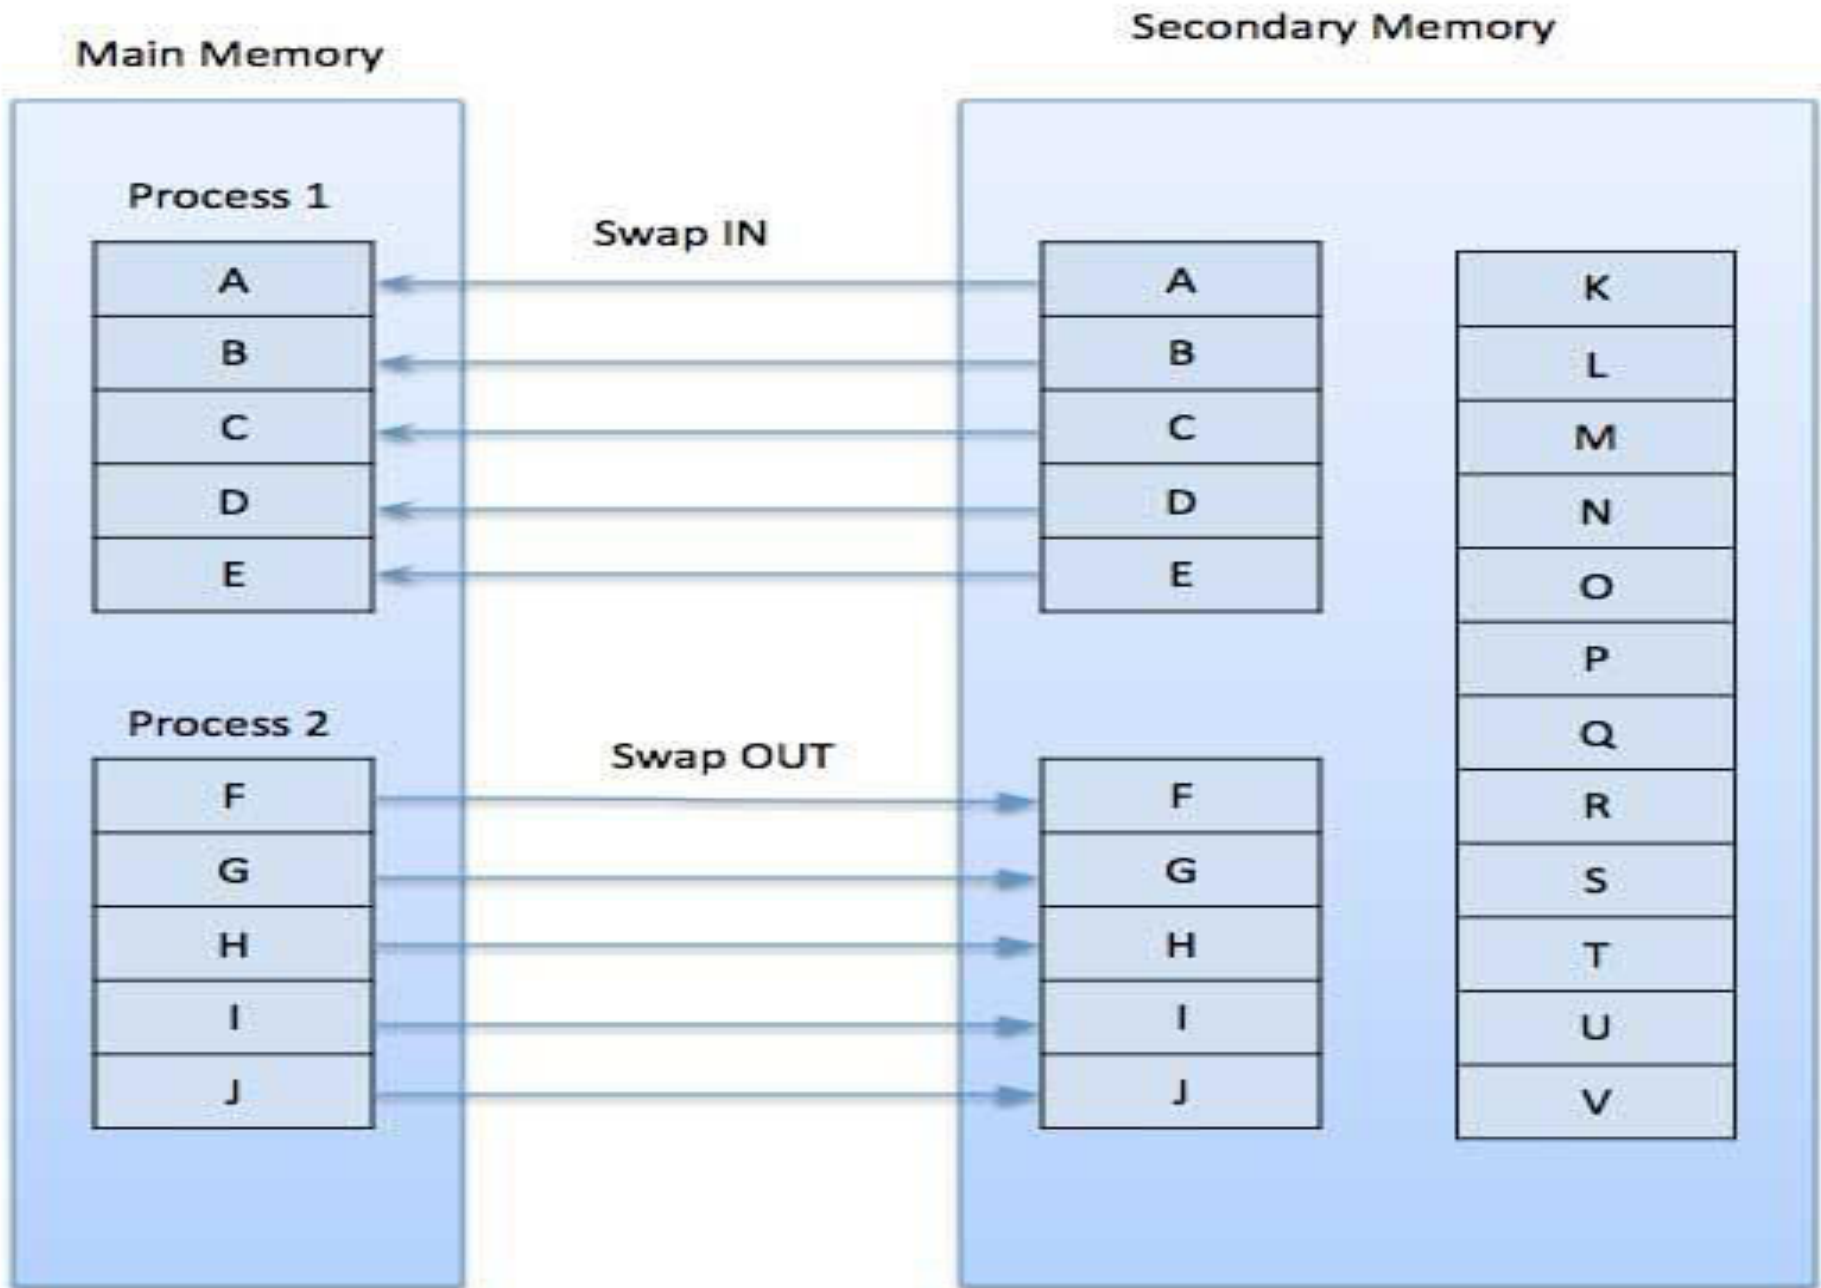 Main Memory
Secondary Memory
Process 1
Swap IN
A
B
C
D
E
Process 2
Swap OUT
F
G
H
I
J
A
B
C
D
E
F
G
H
I
J
K
L
M
N
O
P
Q
R
S
T
U
V